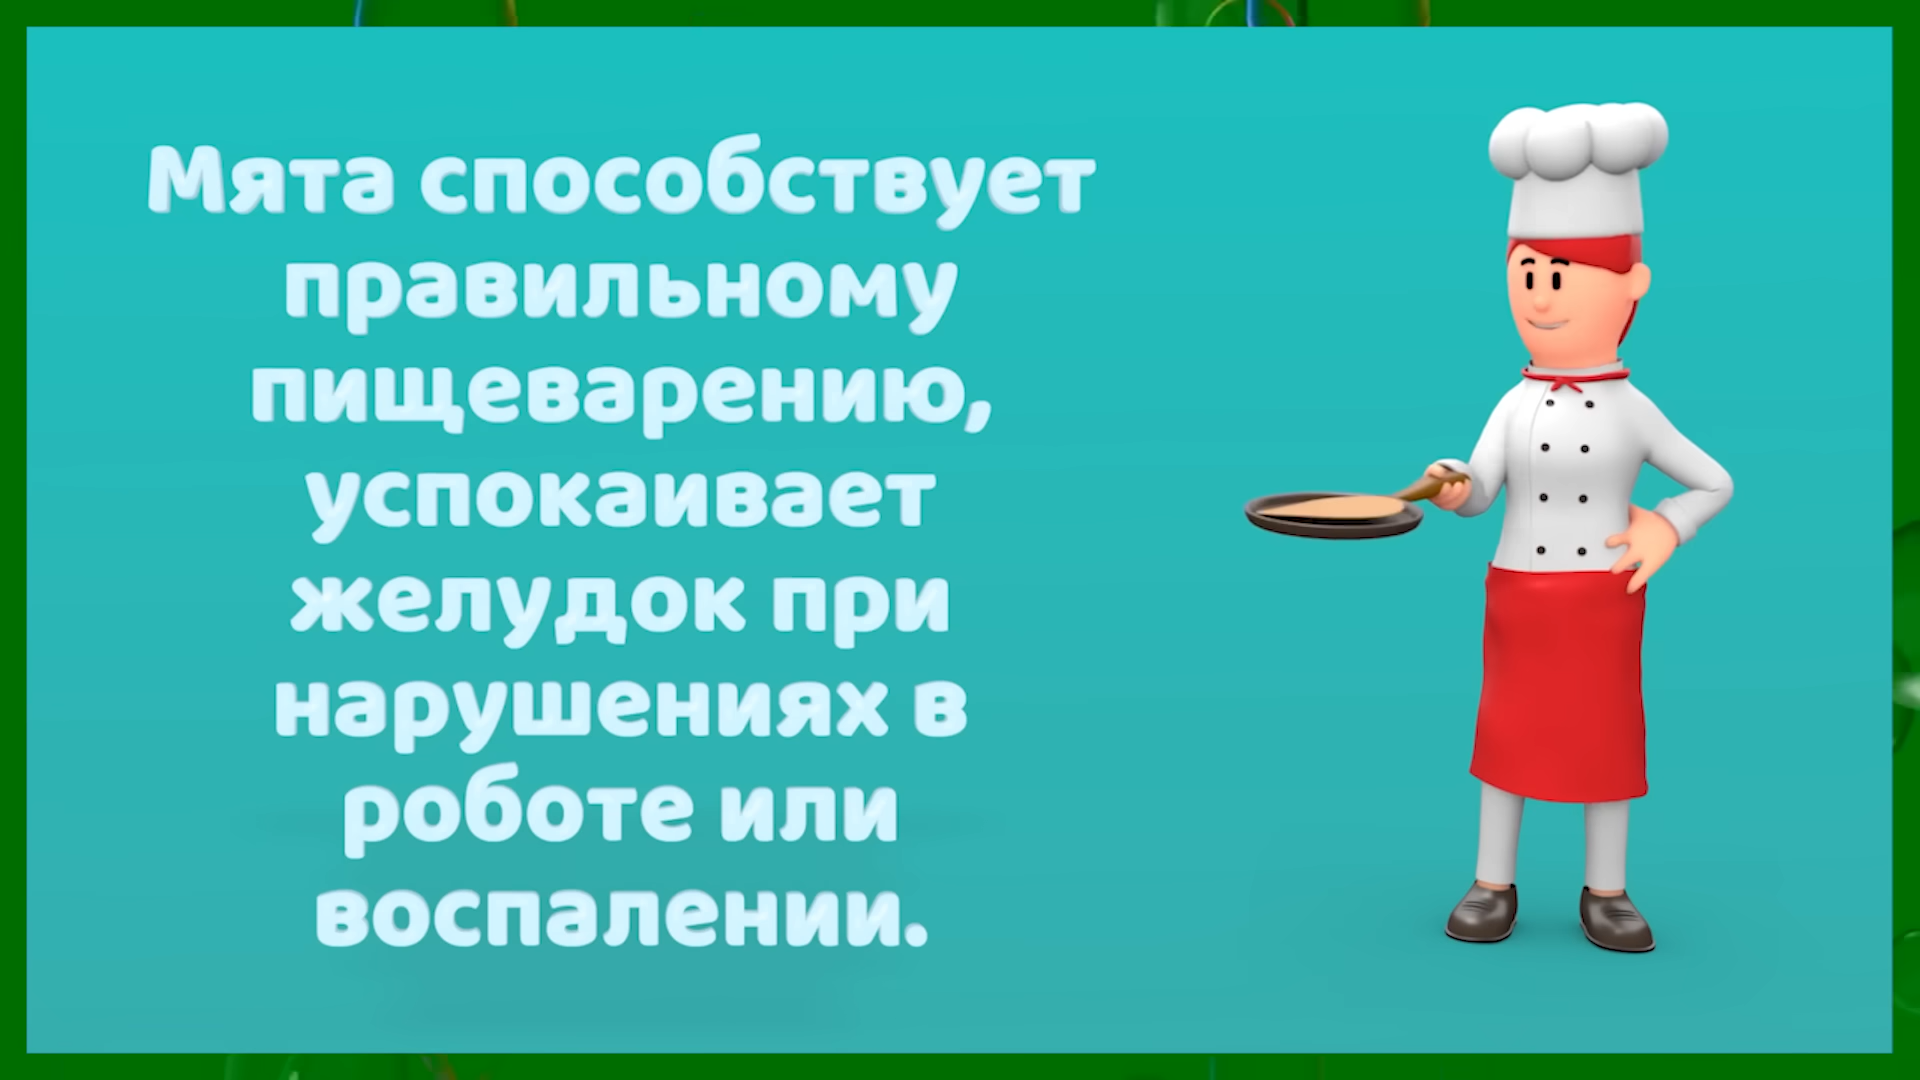 Мята способствует
правильному
пищеварению,
успокаивает
желудок при
нарушениях в
роботе или
воспалении.